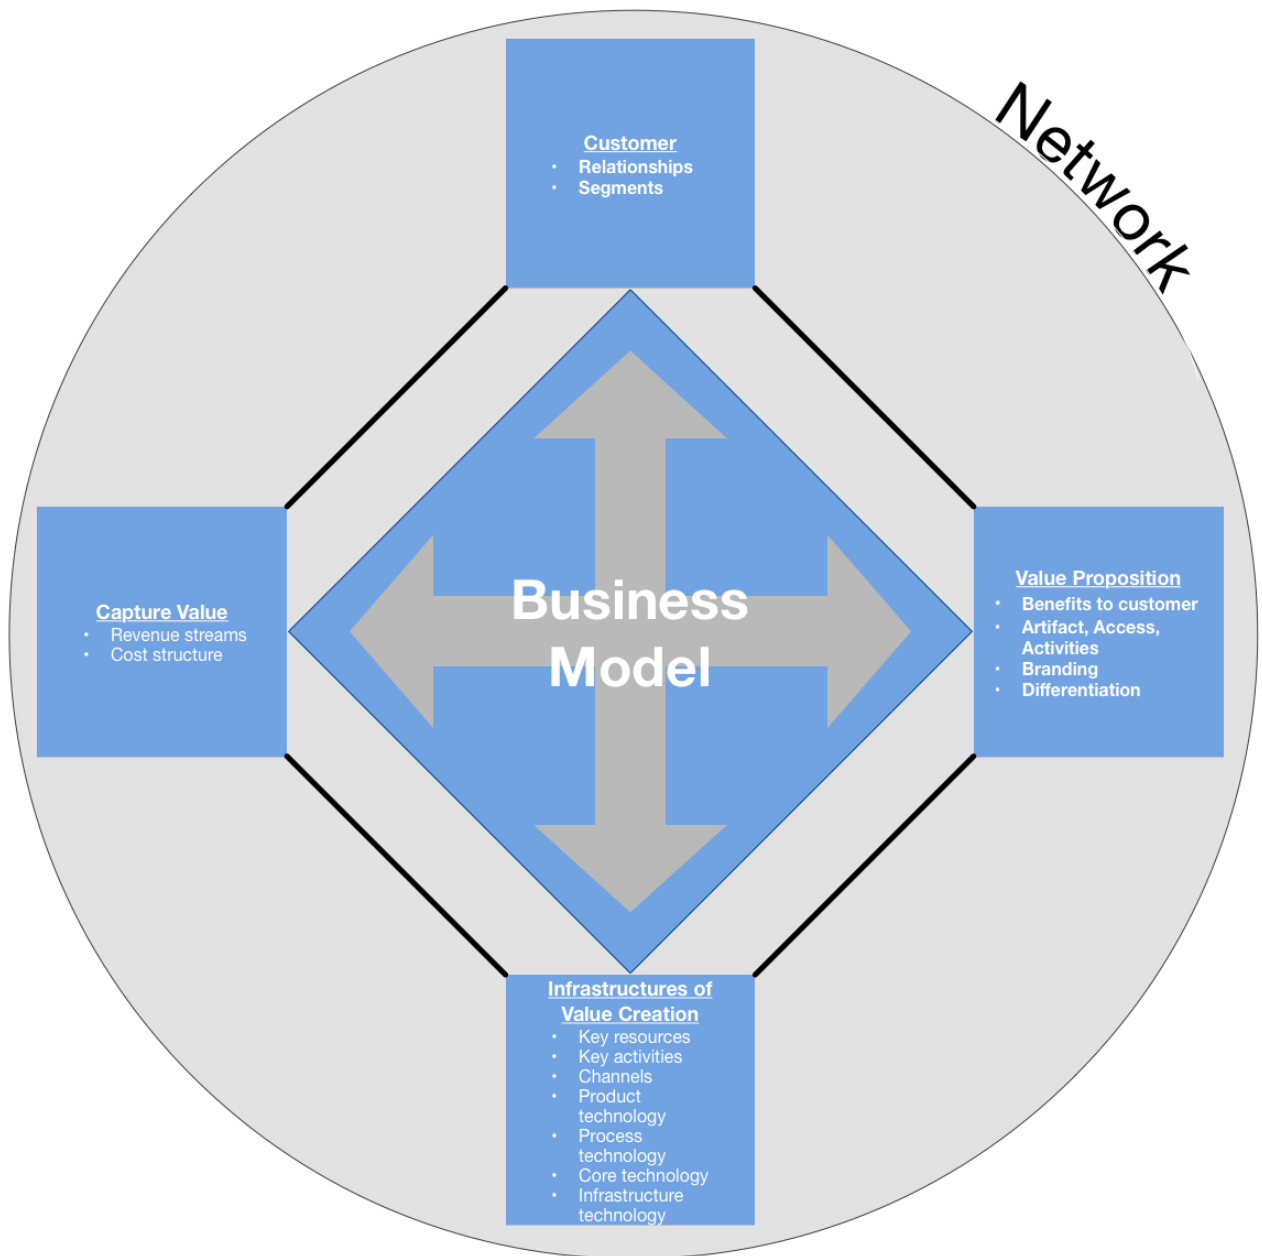 Network
Customer
• Relationships
• Segments
Capture Value
• Revenue streams
• Cost structure
Business
Model
Value Proposition
• Benefits to customer
• Artifact, Access,
Activities
• Branding
• Differentiation
Infrastructures of
Value Creation
• Key resources
• Key activities
• Channels
• Product
technology
• Process
technology
• Core technology
• Infrastructure
technology